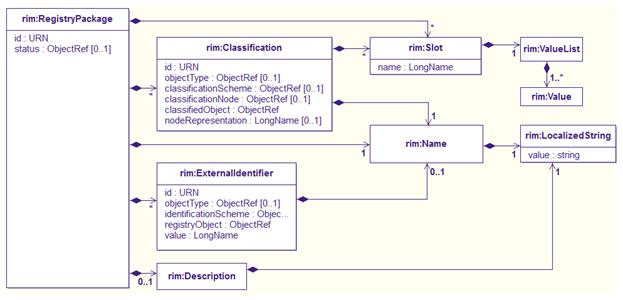 rim:RegistryPackage
id : URN
status : ObjectRef [0..1]
*
rim:Classification
id : URN
objectType : ObjectRef [0..1]
classificationScheme : ObjectRef [0..1]
classificationNode : ObjectRef [0..1]
classifiedObject : ObjectRef
nodeRepresentation : LongName [0..1]
*
*
rim:Slot
name : LongName
1
rim:ValueList
1..*
rim:Value
1
rim:Name
1
0..1
1
rim:LocalizedString
value : string
1
rim:ExternalIdentifier
id : URN
objectType : ObjectRef [0..1]
identificationScheme : Objec...
registryObject : ObjectRef
value : LongName
*
rim:Description
0..1